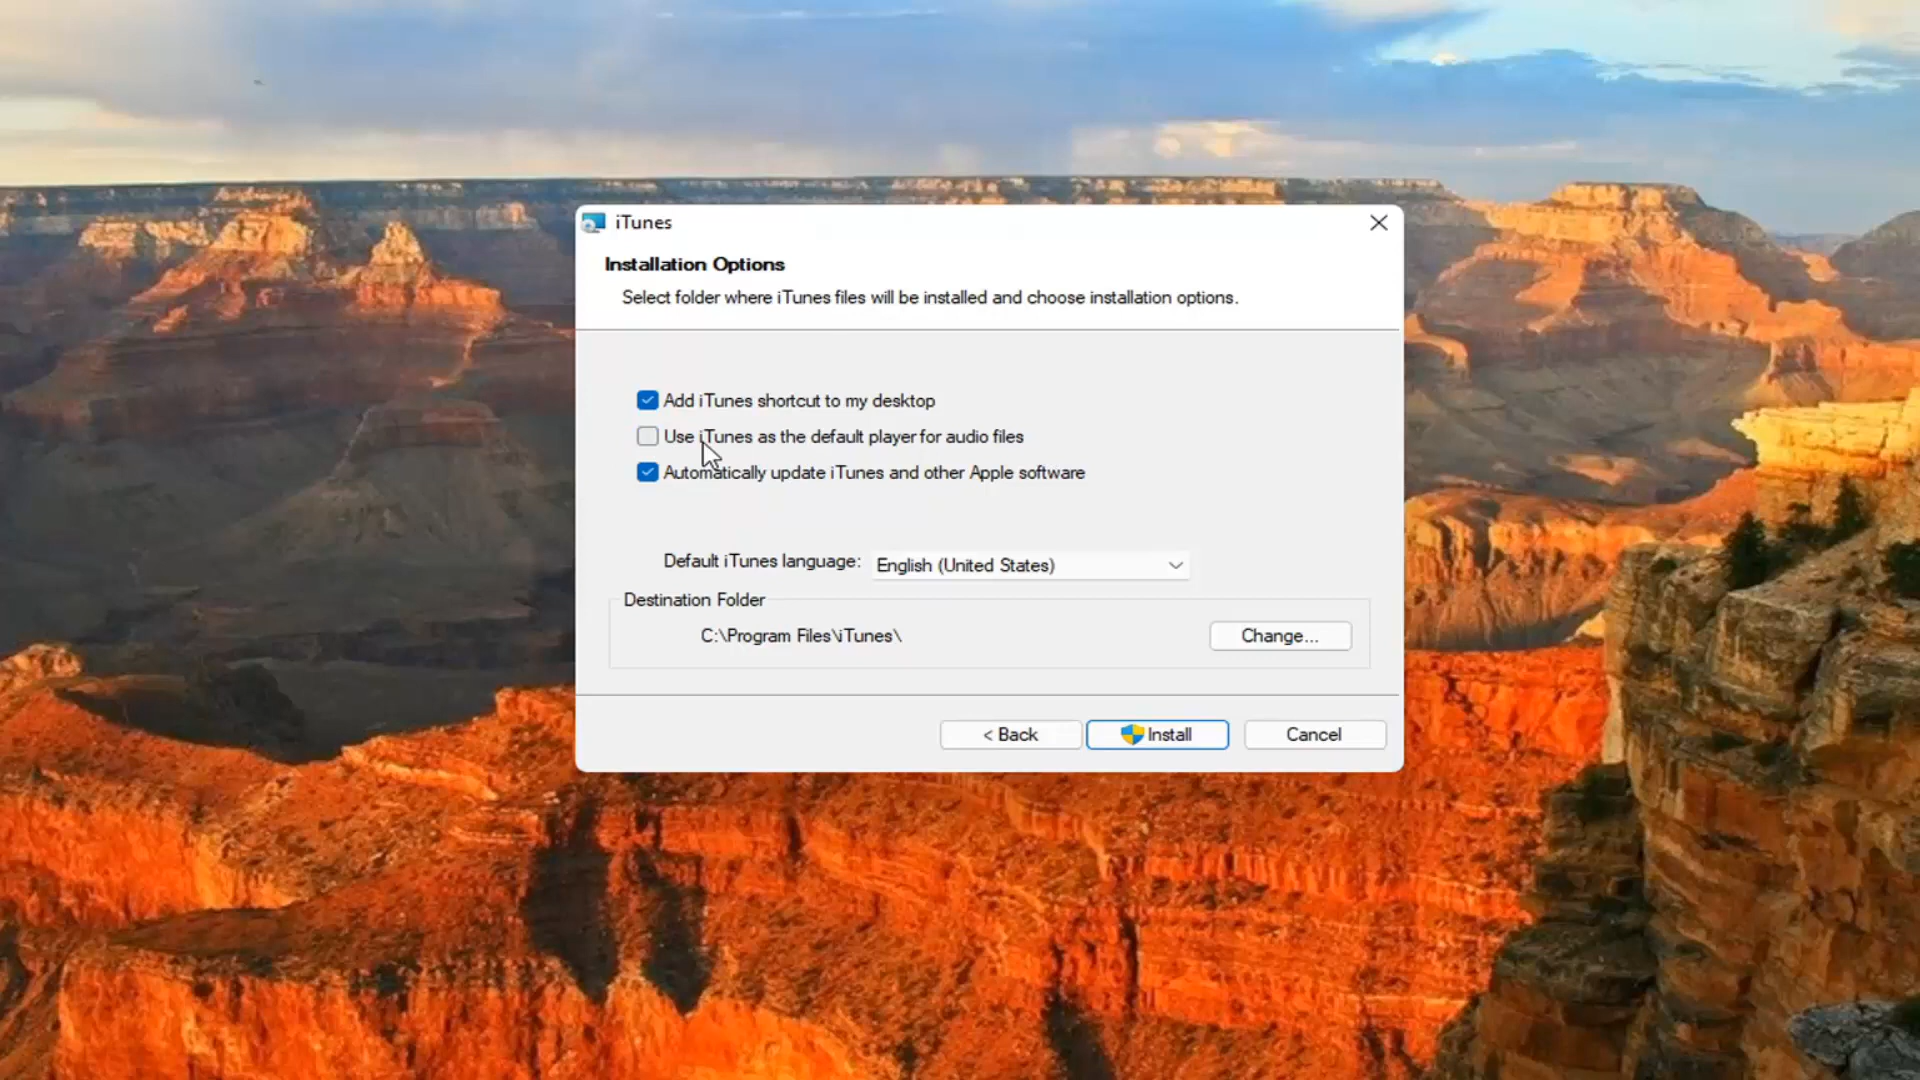 iTunes
Installation Options
Select folder where iTunes files will be installed and choose installation options.
Add iTunes shortcut to my desktop
Use iTunes as the default player for audio files
Automatically update iTunes and other Apple software
Default iTunes language: English (United States)
Destination Folder
C:\Program Files\iTunes\ Change...
< Back Install Cancel